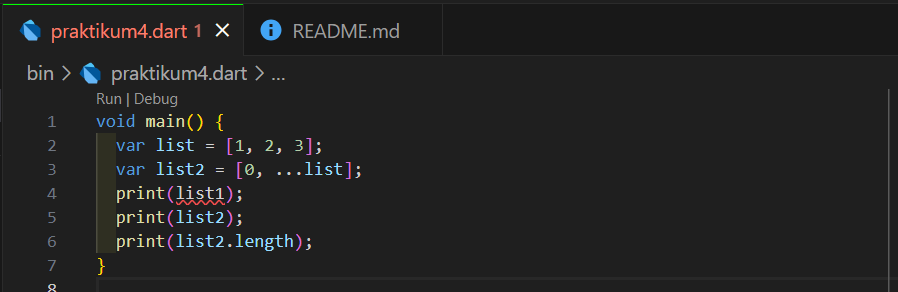 praktikum4.dart 1 README.md
bin praktikum4.dart ...
Run | Debug
1 void main() {
2 var list = [1, 2, 3];
3 var list2 = [0, ...list];
4 print(list1);
5 print(list2);
6 print(list2.length);
7 }
8